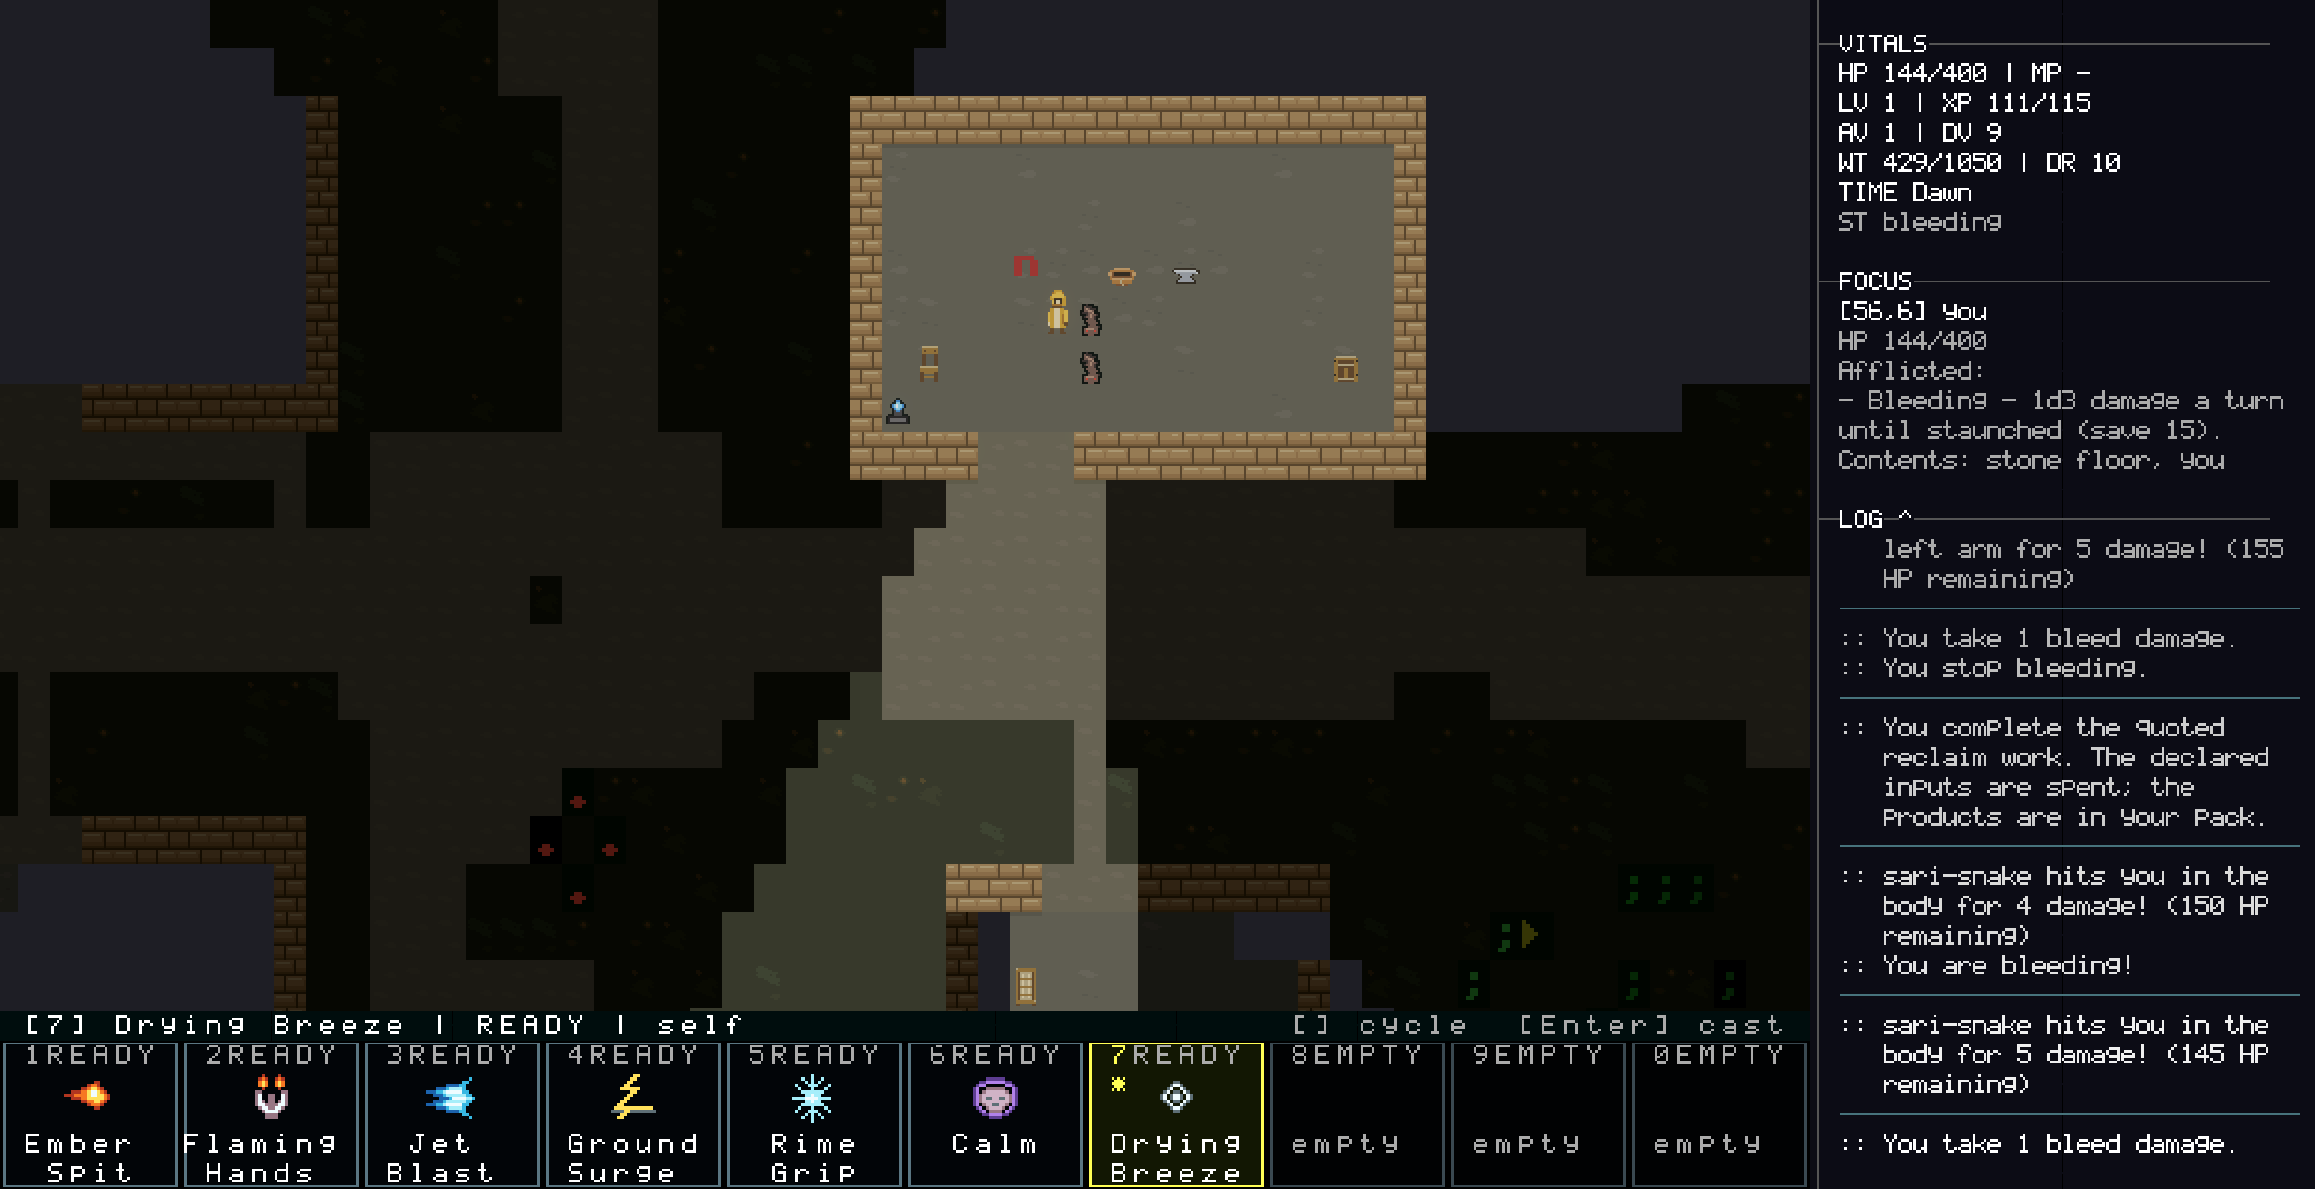 VITALS
HP 144/400 | MP -
LV 1 | XP 111/115
AV 1 | DV 9
WT 429/1050 | DR 10
TIME Dawn
ST bleeding
FOCUS
[56,6] you
HP 144/400
Afflicted:
- Bleeding - 1d3 damage a turn
until staunched (save 15).
Contents: stone floor, you
LOG ^
left arm for 5 damage! (155
HP remaining)
:: You take 1 bleed damage.
:: You stop bleeding.
:: You complete the quoted
reclaim work. The declared
inputs are spent; the
products are in your pack.
:: sari-snake hits you in the
body for 4 damage! (150 HP
remaining)
:: You are bleeding!
:: sari-snake hits you in the
body for 5 damage! (145 HP
remaining)
:: You take 1 bleed damage.
[7] Drying Breeze | READY | self
[] cycle [Enter] cast
1READY 2READY 3READY 4READY 5READY 6READY 7READY 8EMPTY 9EMPTY 0EMPTY
Ember Flaming Jet Ground Rime Calm Drying empty empty empty
Spit Hands Blast Surge Grip Breeze